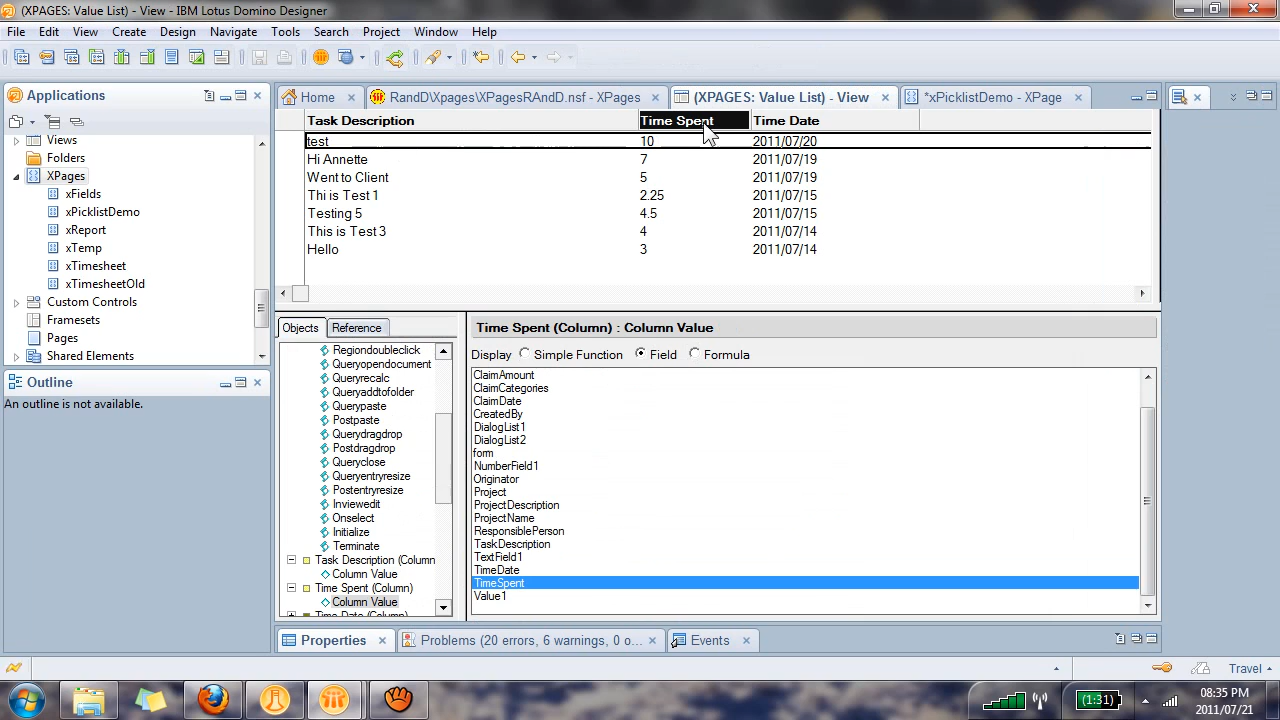 (XPAGES: Value List) - View - IBM Lotus Domino Designer
File Edit View Create Design Navigate Tools Search Project Window Help
Applications
Home
RandD\Xpages\XPagesRAndD.nsf - XPages
(XPAGES: Value List) - View
*xPicklistDemo - XPage
Views
Folders
XPages
xFields
xPicklistDemo
xReport
xTemp
xTimesheet
xTimesheetOld
Custom Controls
Framesets
Pages
Shared Elements
Task Description Time Spent Time Date
test 10 2011/07/20
Hi Annette 7 2011/07/19
Went to Client 5 2011/07/19
Thi is Test 1 2.25 2011/07/15
Testing 5 4.5 2011/07/15
This is Test 3 4 2011/07/14
Hello 3 2011/07/14
Outline
An outline is not available.
Objects Reference
Regiondoubleclick
Queryopendocument
Queryrecalc
Queryaddtofolder
Querypaste
Postpaste
Querydragdrop
Postdragdrop
Queryclose
Queryentryresize
Postentryresize
Inviewedit
Onselect
Initialize
Terminate
Task Description (Column
Column Value
Time Spent (Column)
Column Value
Time Date (Column)
Time Spent (Column) : Column Value
Display Simple Function Field Formula
ClaimAmount
ClaimCategories
ClaimDate
CreatedBy
DialogList1
DialogList2
form
NumberField1
Originator
Project
ProjectDescription
ProjectName
ResponsiblePerson
TaskDescription
TextField1
TimeDate
TimeSpent
Value1
Properties
Problems (20 errors, 6 warnings, 0 o...
Events
Travel
(1:31)
08:35 PM
2011/07/21